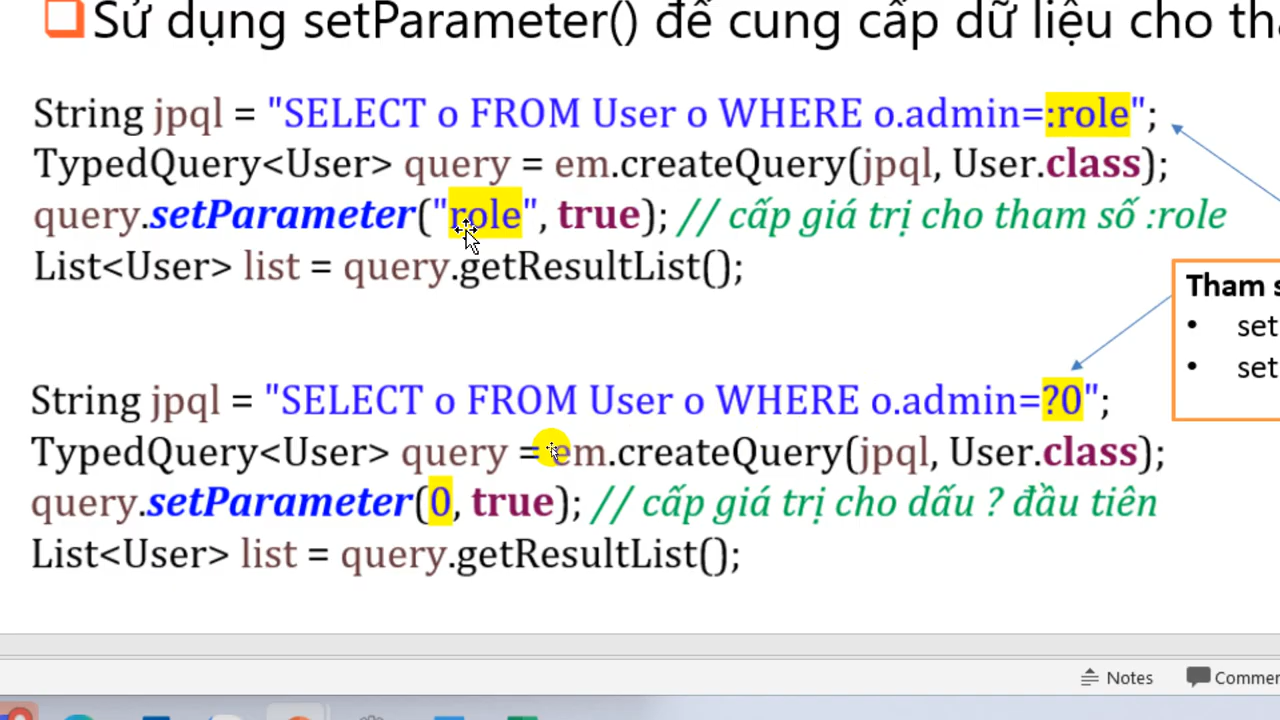 Sử dụng setParameter() để cung cấp dữ liệu cho
String jpql = "SELECT o FROM User o WHERE o.admin=:role";
TypedQuery<User> query = em.createQuery(jpql, User.class);
query.setParameter("role", true); // cấp giá trị cho tham số :role
List<User> list = query.getResultList();
Tham
set
set
String jpql = "SELECT o FROM User o WHERE o.admin=?0";
TypedQuery<User> query = em.createQuery(jpql, User.class);
query.setParameter(0, true); // cấp giá trị cho dấu ? đầu tiên
List<User> list = query.getResultList();
Notes